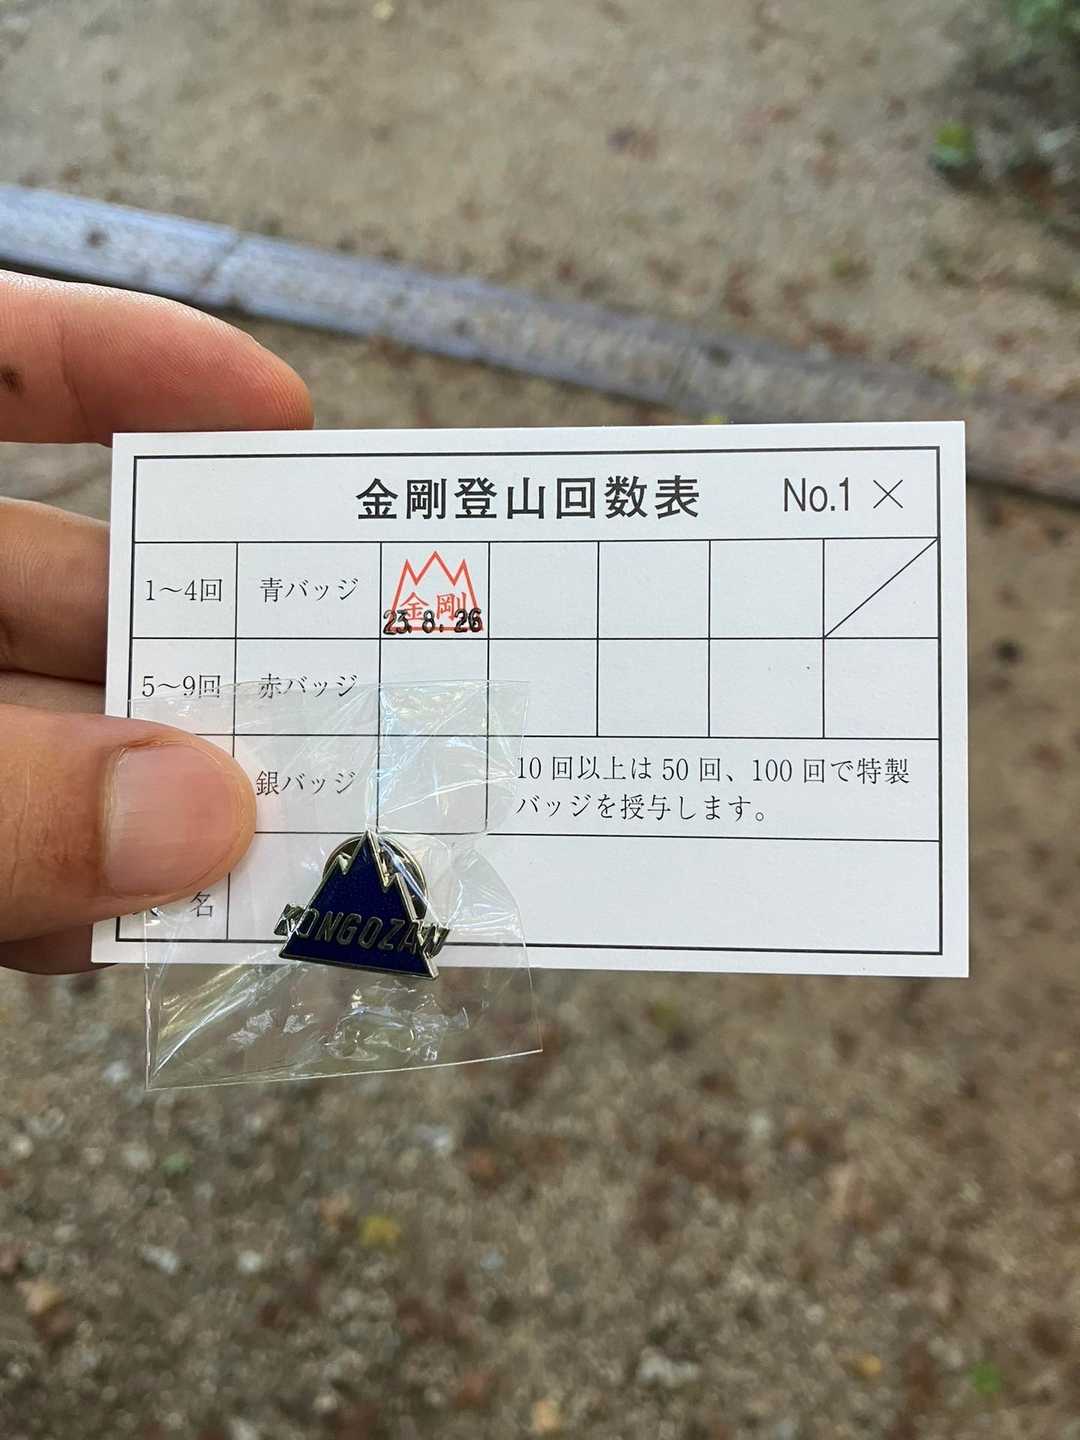 金剛登山回数表 No.1 ×
1～4回 青バッジ 金剛 23.8.26
5～9回 赤バッジ
銀バッジ 10回以上は50回、100回で特製
バッジを授与します。
名
KONGOZAN